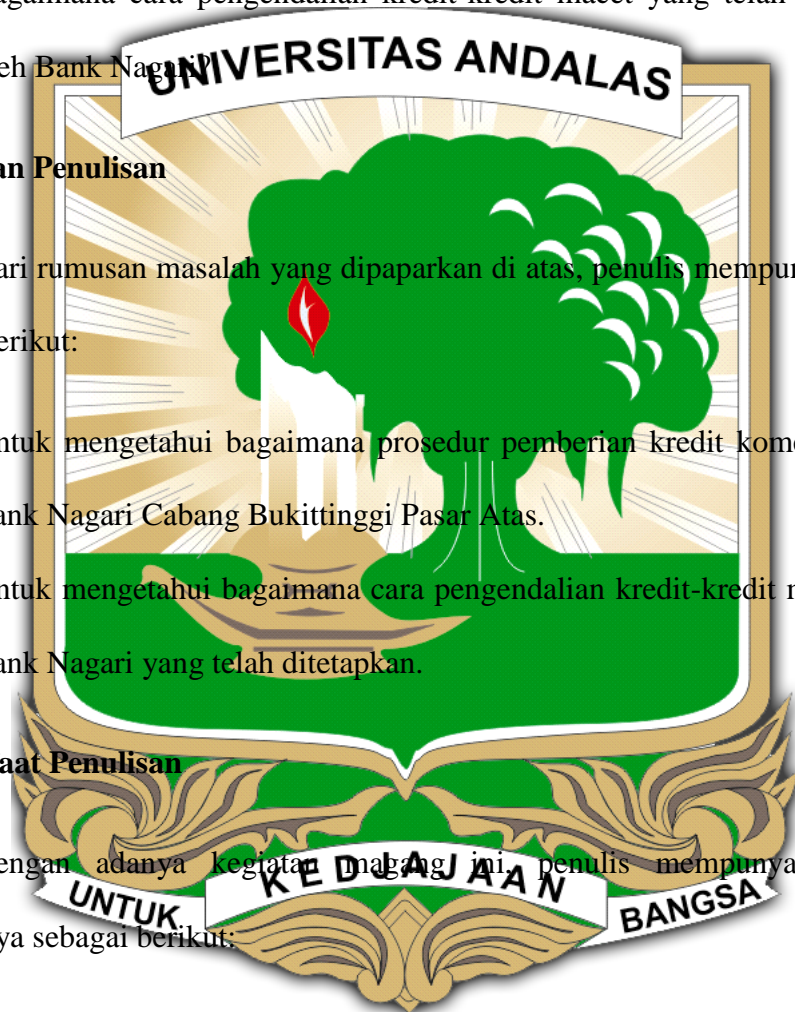 agaimana cara pengendalian kredit-kredit macet yang telah
eh Bank Nagari?
UNIVERSITAS ANDALAS
an Penulisan
ari rumusan masalah yang dipaparkan di atas, penulis mempun
erikut:
ntuk mengetahui bagaimana prosedur pemberian kredit kome
ank Nagari Cabang Bukittinggi Pasar Atas.
ntuk mengetahui bagaimana cara pengendalian kredit-kredit m
ank Nagari yang telah ditetapkan.
aat Penulisan
engan adanya kegiatan magang ini, penulis mempunya
ya sebagai berikut:
UNTUK KEDJAJAAN BANGSA